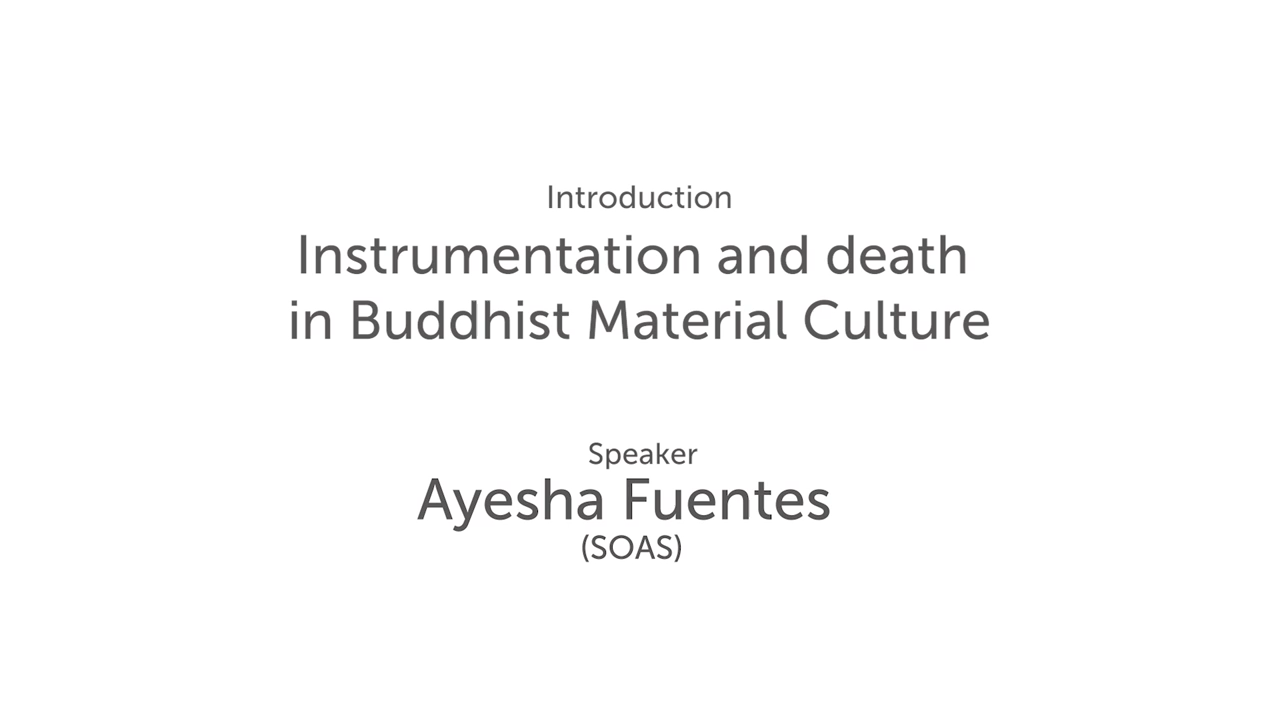 Introduction
Instrumentation and death
in Buddhist Material Culture
Speaker
Ayesha Fuentes
(SOAS)